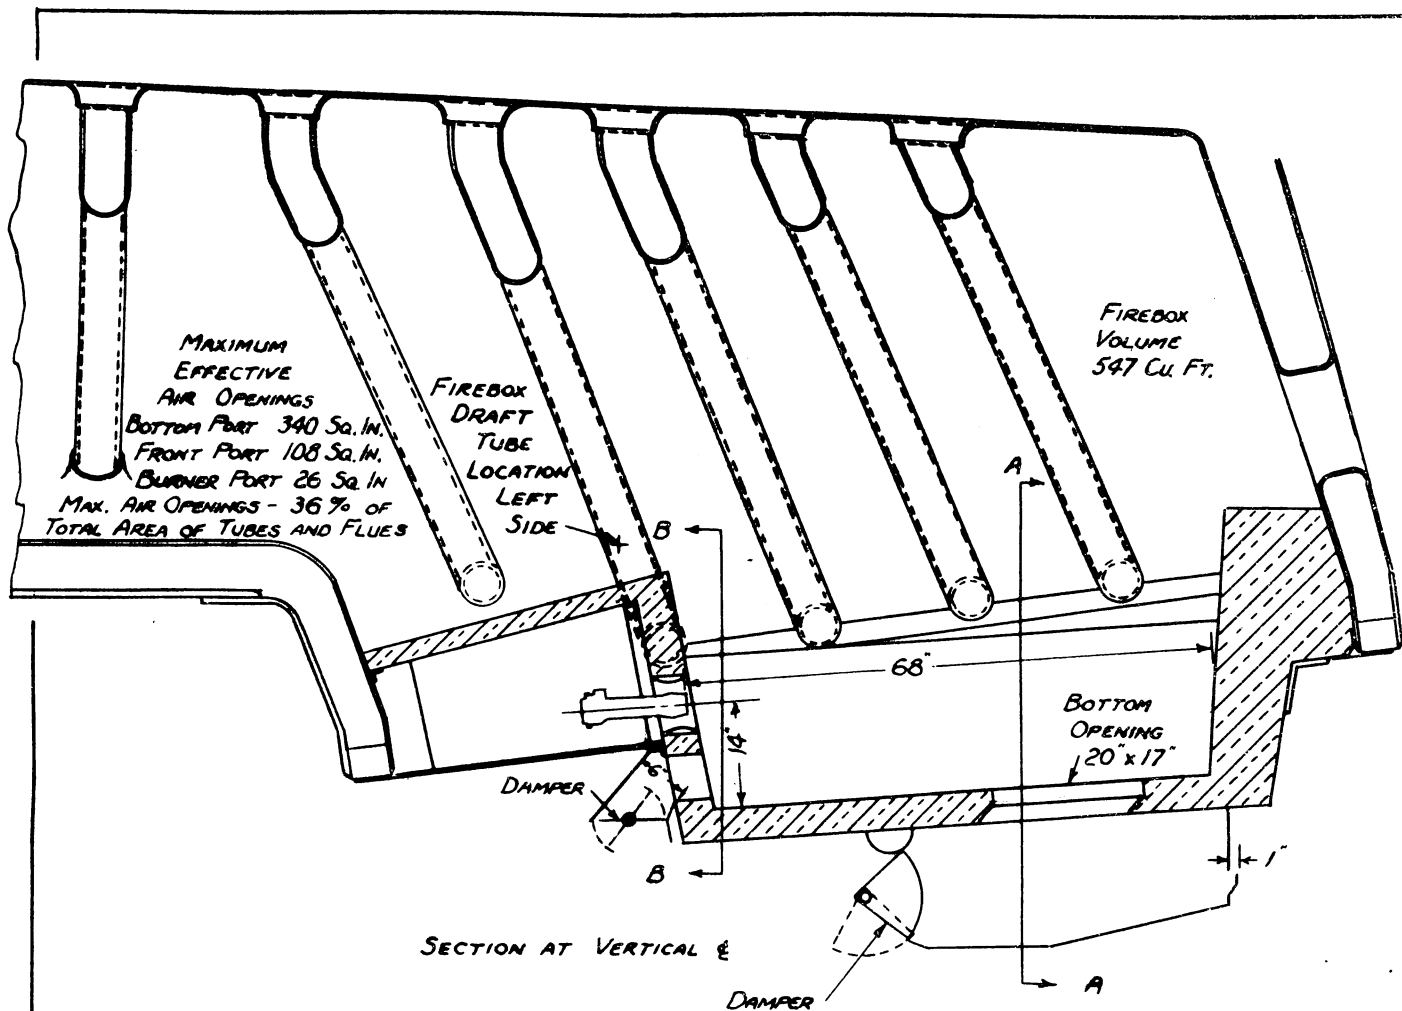 MAXIMUM
EFFECTIVE
AIR OPENINGS
BOTTOM PORT 340 SQ. IN.
FRONT PORT 108 SQ. IN.
BURNER PORT 26 SQ. IN
MAX. AIR OPENINGS - 36 % OF
TOTAL AREA OF TUBES AND FLUES
FIREBOX
DRAFT
TUBE
LOCATION
LEFT
SIDE
FIREBOX
VOLUME
547 CU. FT.
A
B
68"
14"
6"
BOTTOM
OPENING
20" x 17"
DAMPER
B
1"
SECTION AT VERTICAL ℄
DAMPER
A